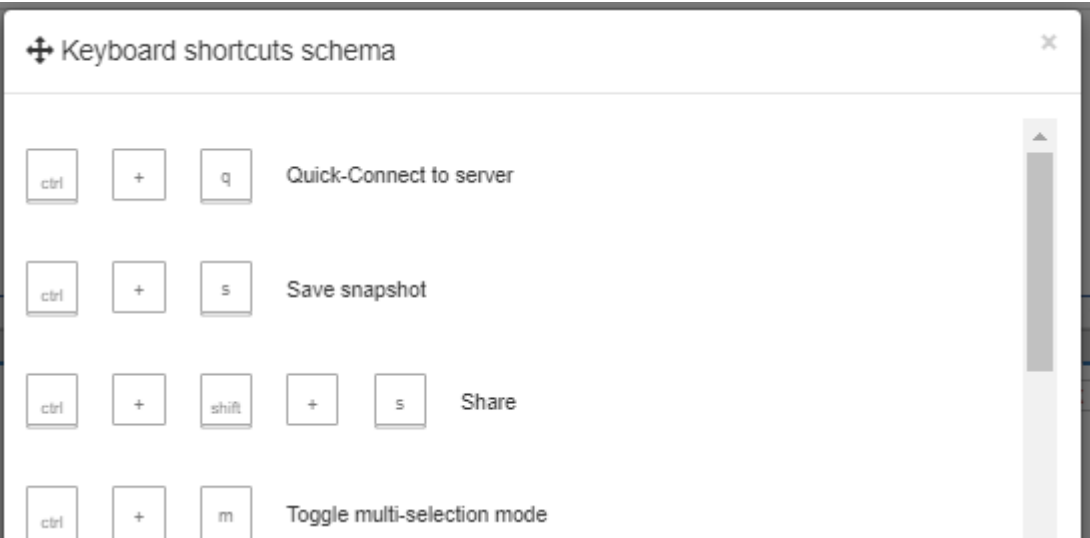 Keyboard shortcuts schema ×
ctrl + q Quick-Connect to server
ctrl + s Save snapshot
ctrl + shift + s Share
ctrl + m Toggle multi-selection mode